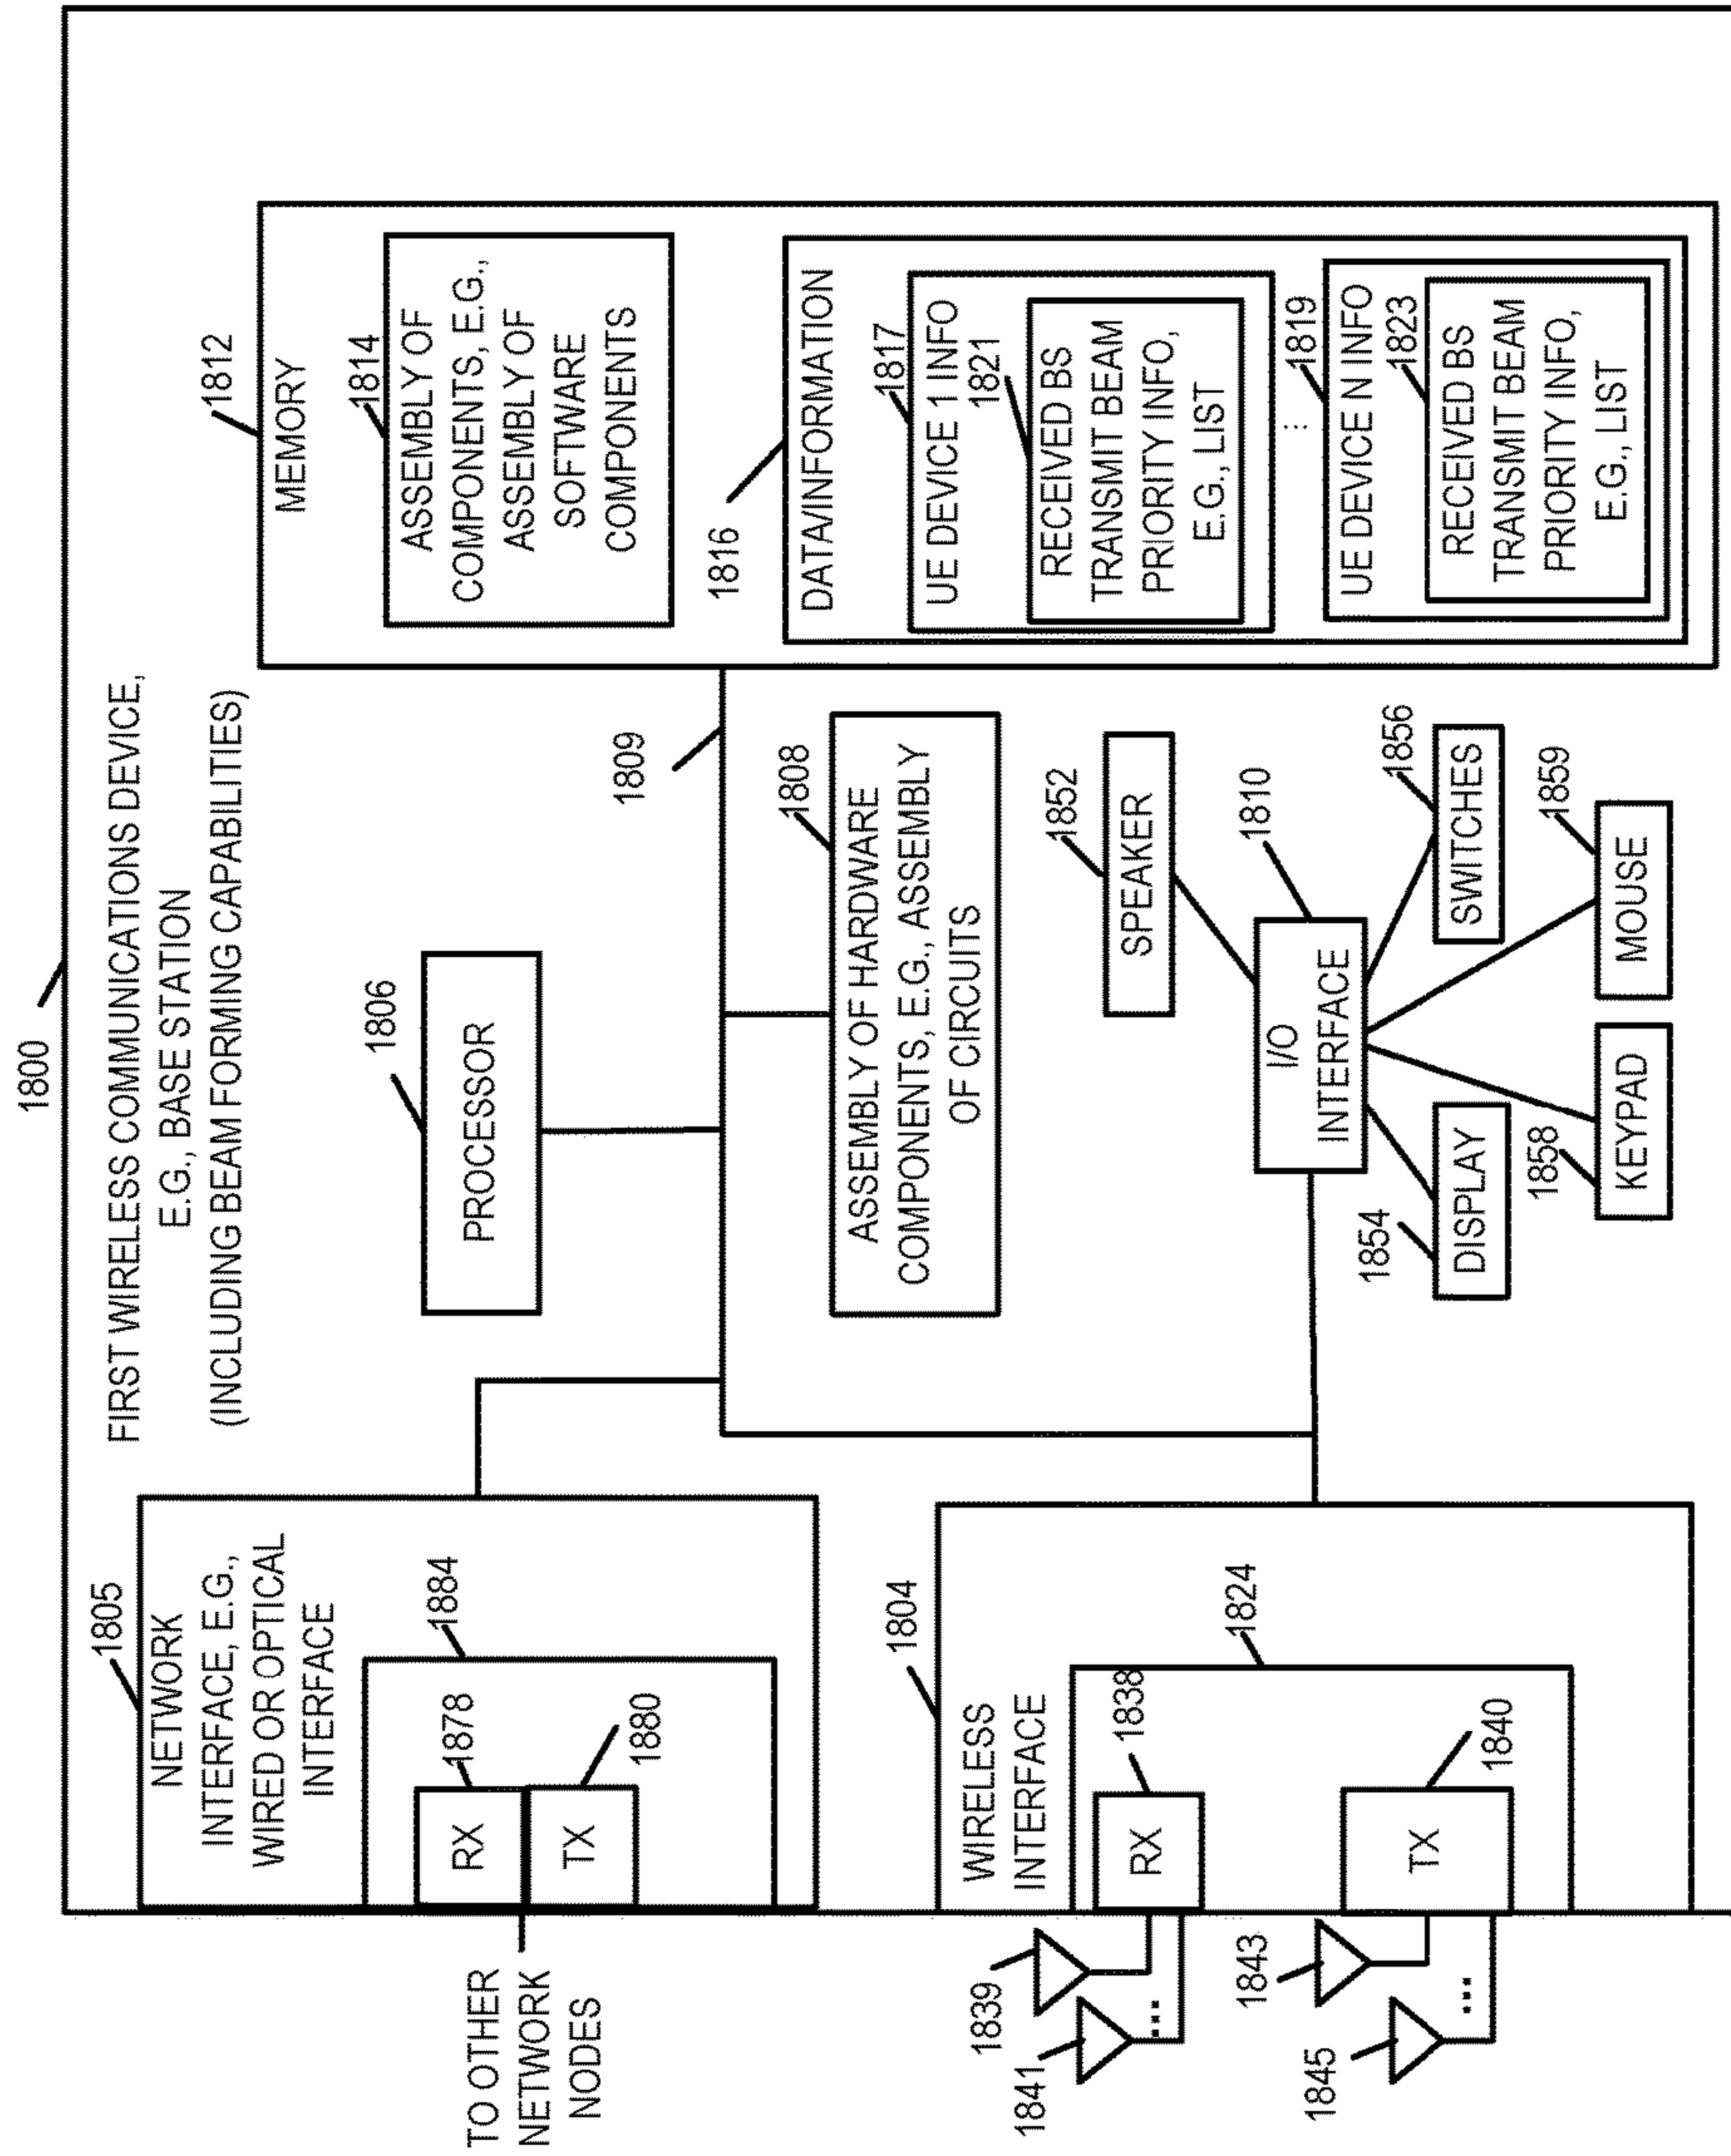 1800
FIRST WIRELESS COMMUNICATIONS DEVICE,
E.G., BASE STATION
(INCLUDING BEAM FORMING CAPABILITIES)
1805
NETWORK
INTERFACE, E.G.,
WIRED OR OPTICAL
INTERFACE
1884
1878
RX
1880
TX
TO OTHER
NETWORK
NODES
1804
WIRELESS
INTERFACE
1824
1838
RX
1840
TX
1839
1841
...
1843
1845
...
1806
PROCESSOR
1809
1808
ASSEMBLY OF HARDWARE
COMPONENTS, E.G., ASSEMBLY
OF CIRCUITS
1852
SPEAKER
1810
I/O
INTERFACE
1856
SWITCHES
1859
MOUSE
1854
DISPLAY
1858
KEYPAD
1812
MEMORY
1814
ASSEMBLY OF
COMPONENTS, E.G.,
ASSEMBLY OF
SOFTWARE
COMPONENTS
1816
DATA/INFORMATION
1817
UE DEVICE 1 INFO
1821
RECEIVED BS
TRANSMIT BEAM
PRIORITY INFO,
E.G., LIST
...
1819
UE DEVICE N INFO
1823
RECEIVED BS
TRANSMIT BEAM
PRIORITY INFO,
E.G., LIST